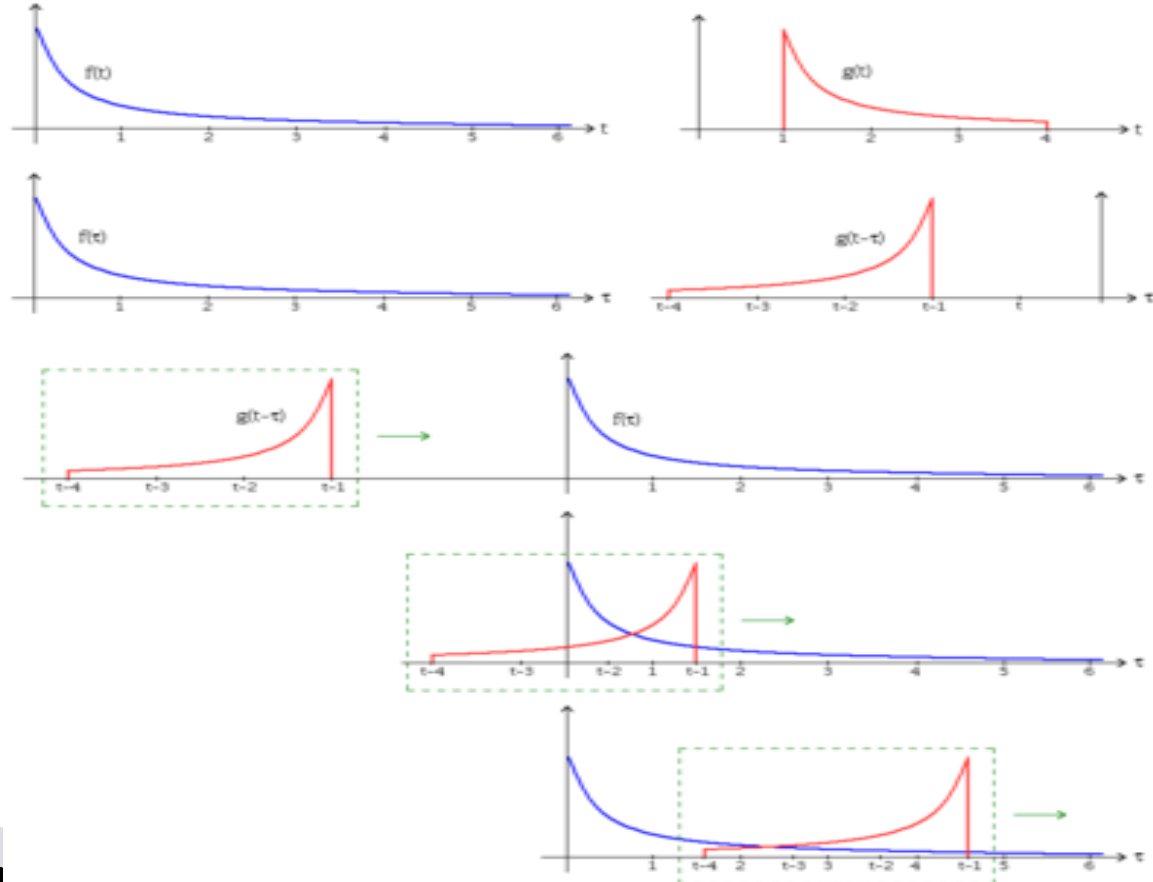 f(t)
g(t)
1 2 3 4 5 6 t
1 2 3 4 t
f(τ)
g(t-τ)
1 2 3 4 5 6 τ
t-4 t-3 t-2 t-1 t τ
g(t-τ)
f(τ)
t-4 t-3 t-2 t-1
1 2 3 4 5 6 τ
t-4 t-3 t-2 1 t-1 2 3 4 5 6 τ
1 t-4 2 t-3 3 t-2 4 t-1 5 6 τ